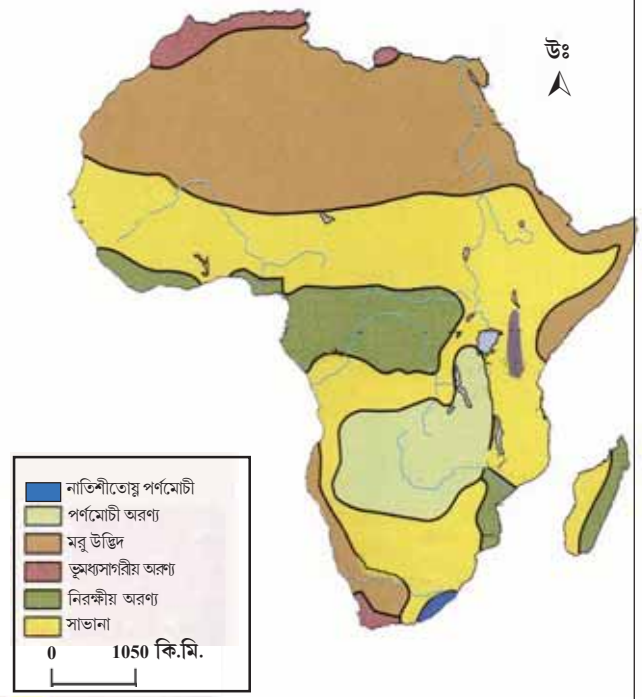 উঃ
নাতিশীতোষ্ণ পর্ণমোচী
পর্ণমোচী অরণ্য
মরু উদ্ভিদ
ভূমধ্যসাগরীয় অরণ্য
নিরক্ষীয় অরণ্য
সাভানা
0 1050 কি.মি.